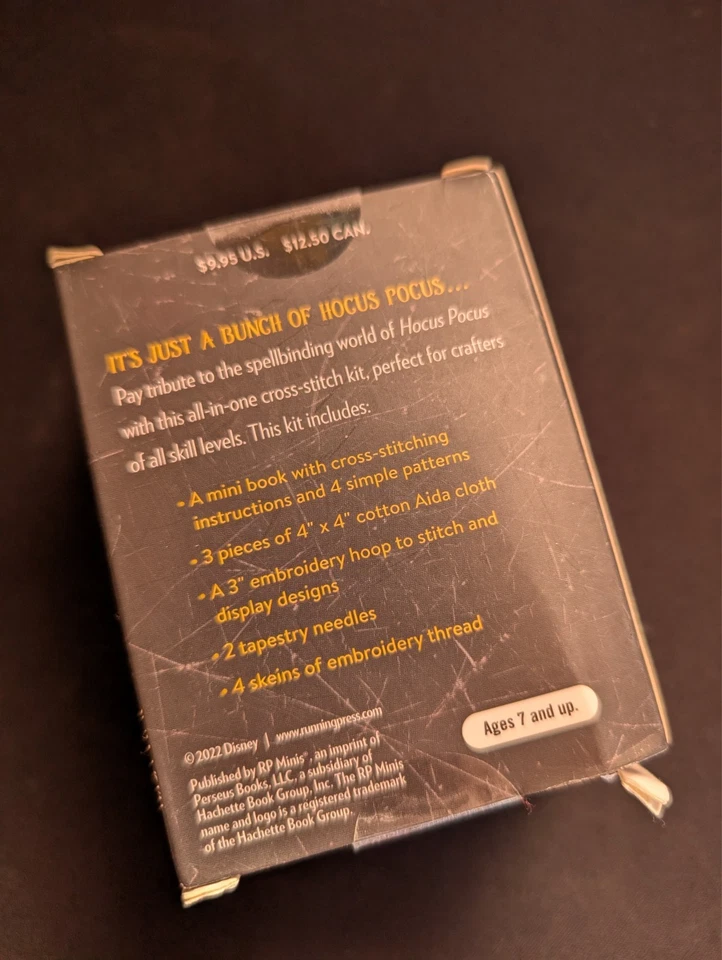 $9.95 U.S. $12.50 CAN.
IT'S JUST A BUNCH OF HOCUS POCUS...
Pay tribute to the spellbinding world of Hocus Pocus
with this all-in-one cross-stitch kit, perfect for crafters
of all skill levels. This kit includes:
• A mini book with cross-stitching
instructions and 4 simple patterns
• 3 pieces of 4" x 4" cotton Aida cloth
• A 3" embroidery hoop to stitch and
display designs
• 2 tapestry needles
• 4 skeins of embroidery thread
Ages 7 and up.
© 2022 Disney | www.runningpress.com
Published by RP Minis®, an imprint of
Perseus Books, LLC, a subsidiary of
Hachette Book Group, Inc. The RP Minis
name and logo is a registered trademark
of the Hachette Book Group.